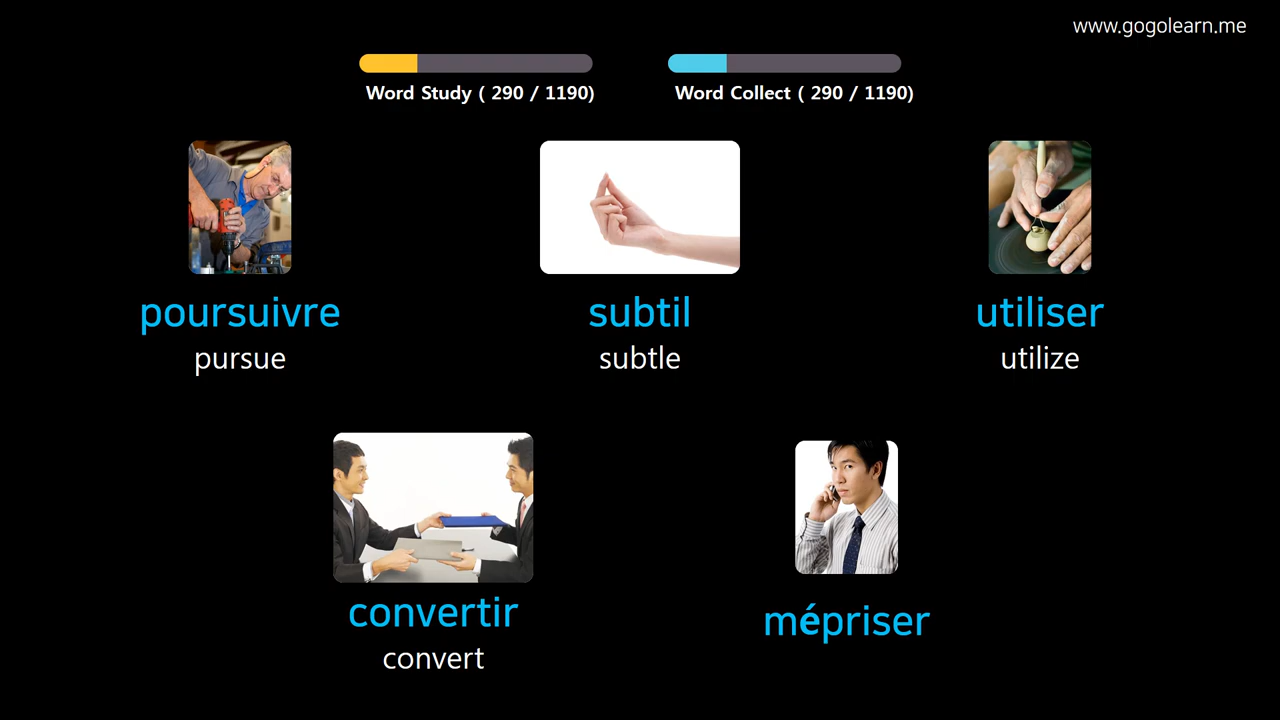 www.gogolearn.me
Word Study ( 290 / 1190)
Word Collect ( 290 / 1190)
poursuivre
pursue
subtil
subtle
utiliser
utilize
convertir
convert
mépriser